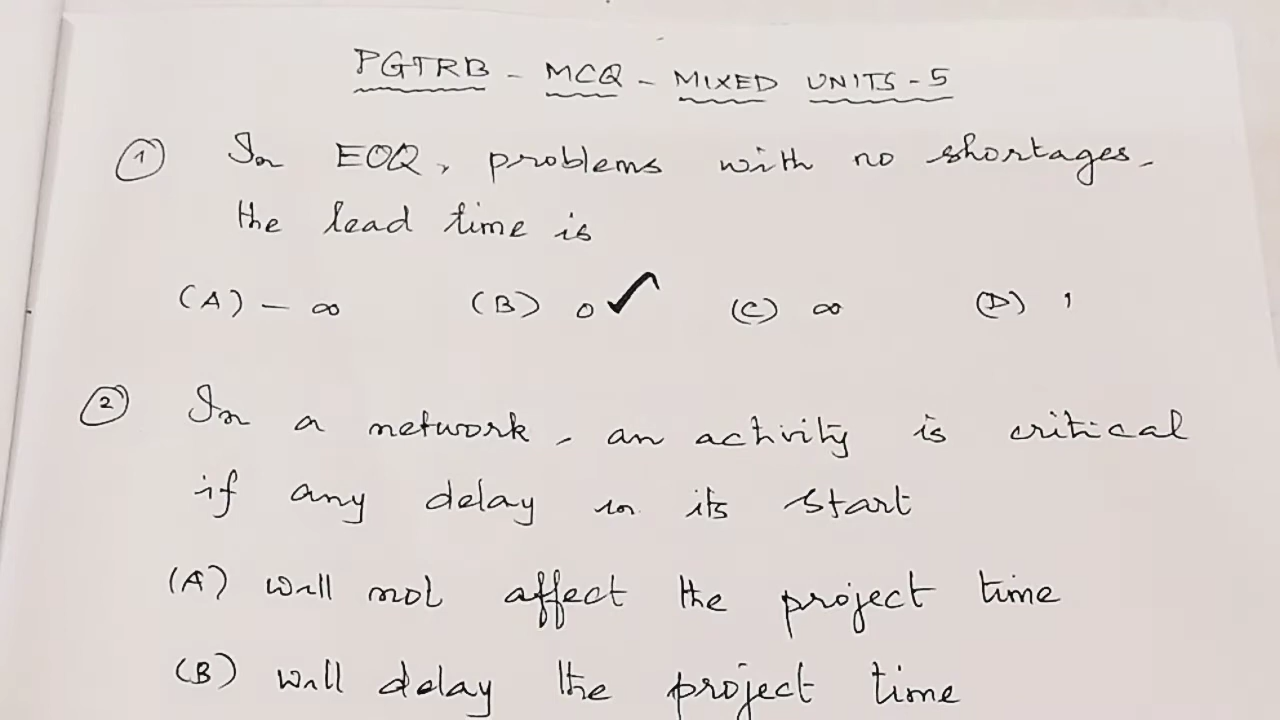 PGTRB - MCQ - MIXED UNITS - 5
① In EOQ, problems with no shortages,
the lead time is
(A) - ∞ (B) 0 ✓ (C) ∞ (D) 1
② In a network, an activity is critical
if any delay in its start
(A) will not affect the project time
(B) will delay the project time